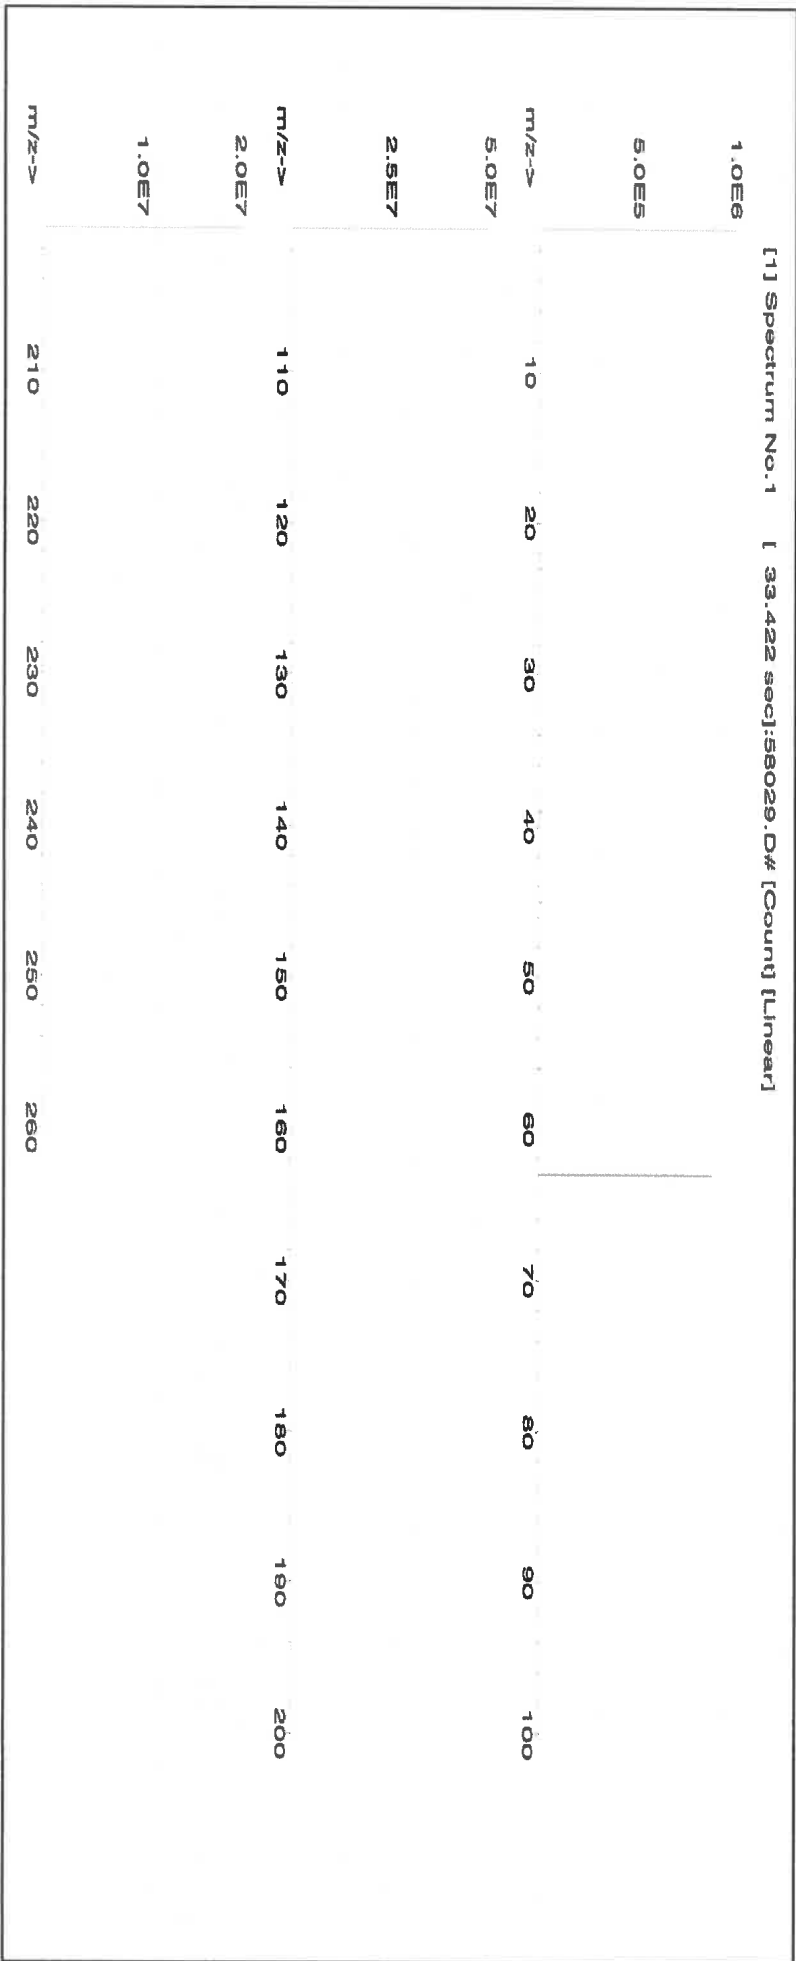 [1] Spectrum No.1 [ 33.422 sec]:58029.D# [Count] [Linear]
1.0E6
5.0E5
m/z-> 10 20 30 40 50 60 70 80 90 100
5.0E7
2.5E7
m/z-> 110 120 130 140 150 160 170 180 190 200
2.0E7
1.0E7
m/z-> 210 220 230 240 250 260